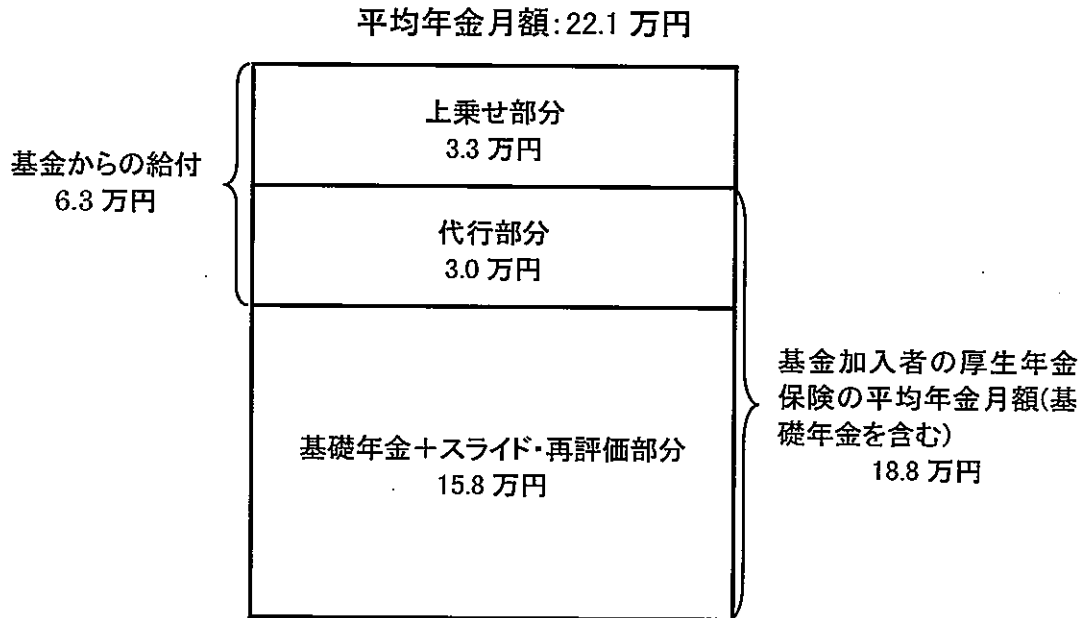 平均年金月額:22.1 万円
上乗せ部分
3.3 万円
基金からの給付
6.3 万円
代行部分
3.0 万円
基礎年金+スライド・再評価部分
15.8 万円
基金加入者の厚生年金
保険の平均年金月額(基
礎年金を含む)
18.8 万円